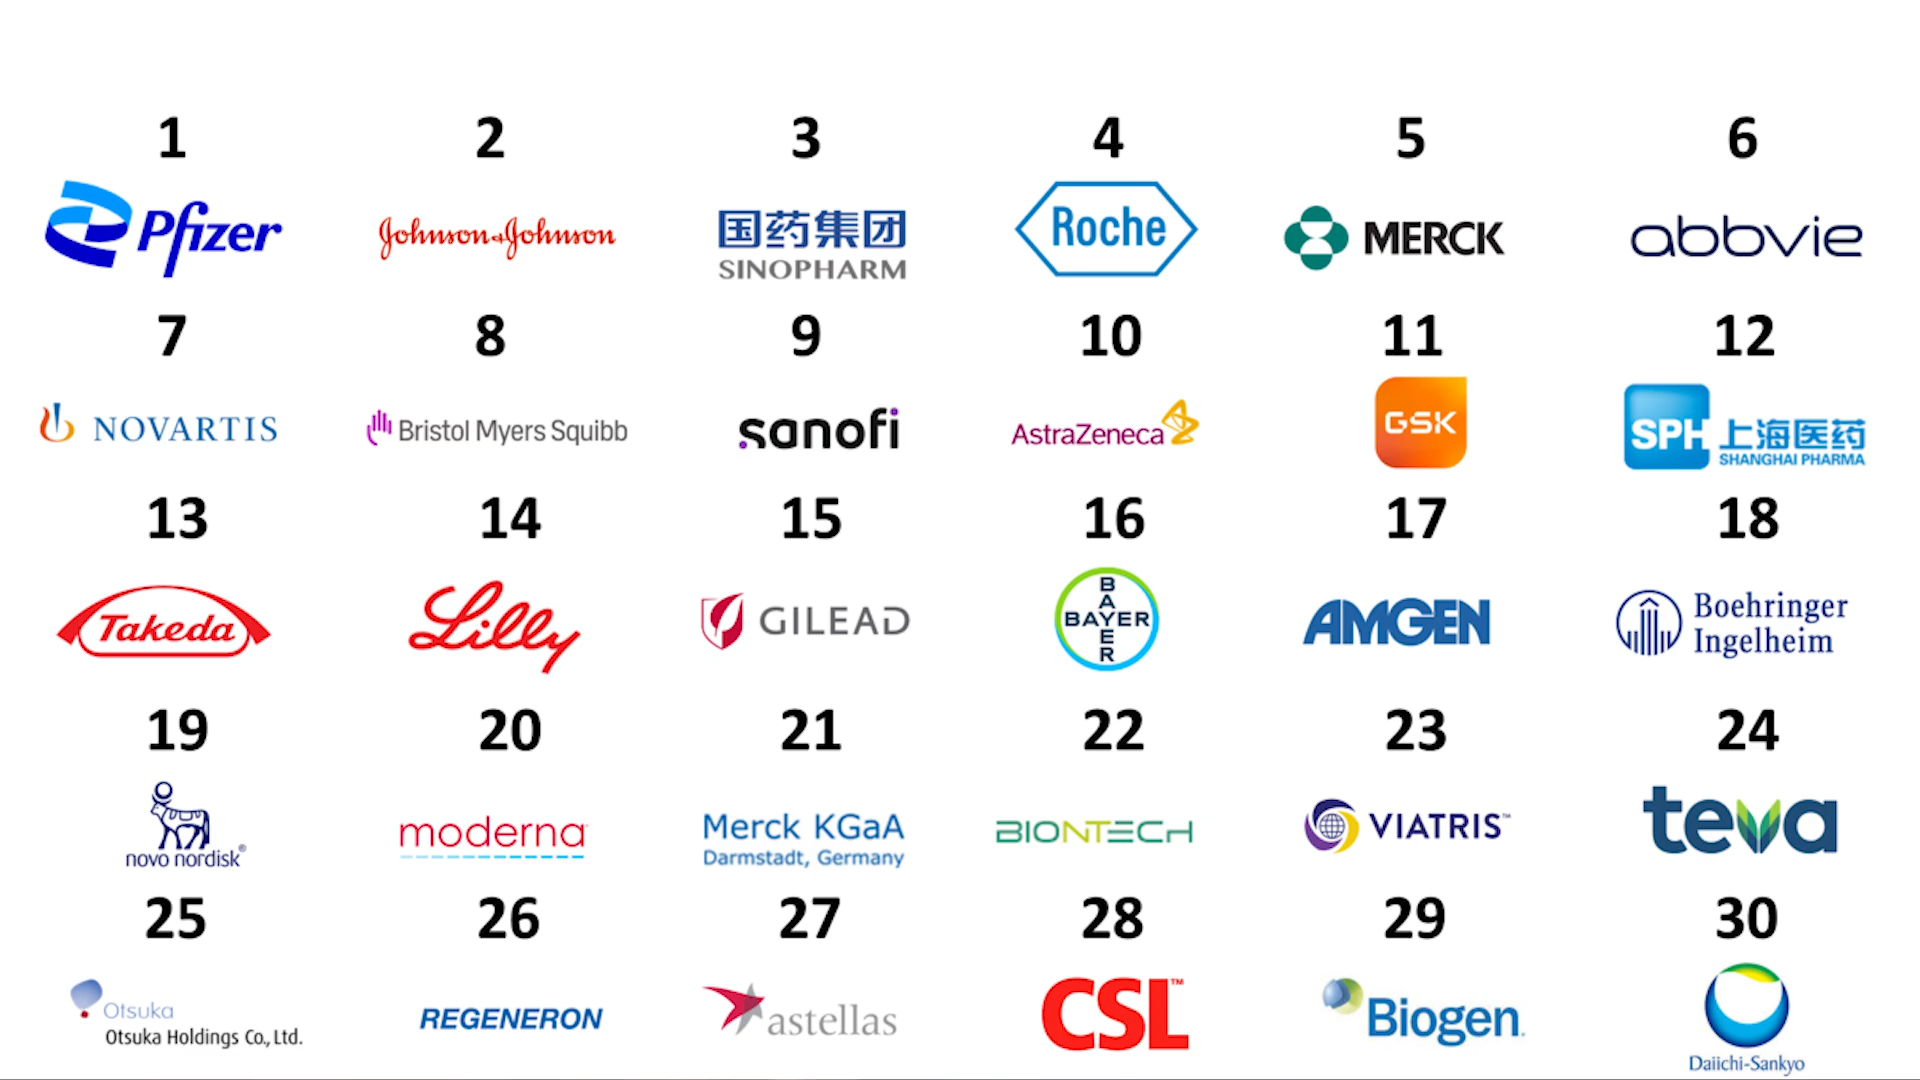 1 2 3 4 5 6
Pfizer
Johnson&Johnson
国药集团
SINOPHARM
Roche
MERCK
abbvie
7 8 9 10 11 12
NOVARTIS
Bristol Myers Squibb
sanofi
AstraZeneca
GSK
SPH 上海医药
SHANGHAI PHARMA
13 14 15 16 17 18
Takeda
Lilly
GILEAD
BAYER
BAYER
AMGEN
Boehringer
Ingelheim
19 20 21 22 23 24
novo nordisk®
moderna
Merck KGaA
Darmstadt, Germany
BIONTECH
VIATRIS™
teva
25 26 27 28 29 30
Otsuka
Otsuka Holdings Co., Ltd.
REGENERON
astellas
CSL™
Biogen.
Daiichi-Sankyo